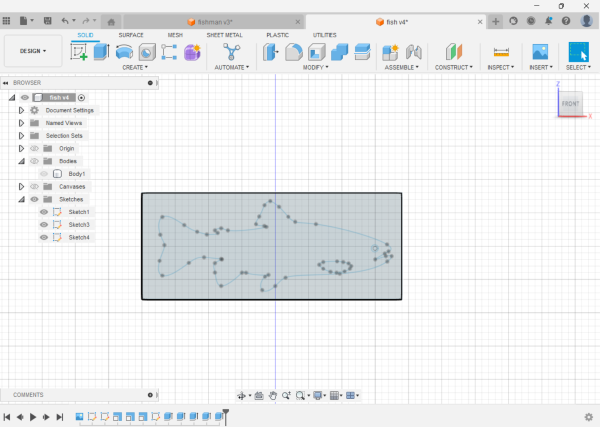 fishman v3*
fish v4*
DESIGN
SOLID SURFACE MESH SHEET METAL PLASTIC UTILITIES
CREATE AUTOMATE MODIFY ASSEMBLE CONSTRUCT INSPECT INSERT SELECT
BROWSER
fish v4
Document Settings
Named Views
Selection Sets
Origin
Bodies
Body1
Canvases
Sketches
Sketch1
Sketch3
Sketch4
Z
FRONT
X
COMMENTS